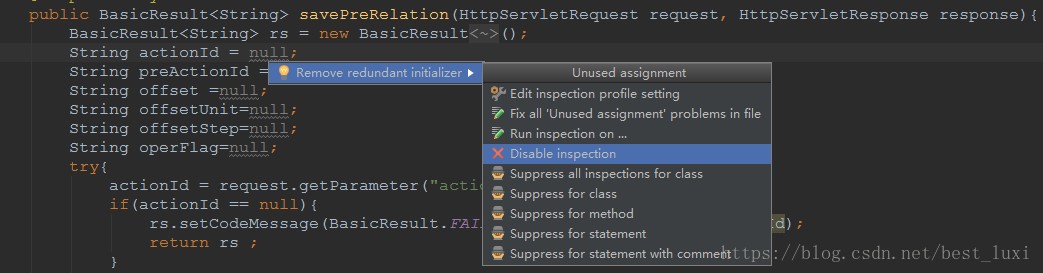 public BasicResult<String> savePreRelation(HttpServletRequest request, HttpServletResponse response){
BasicResult<String> rs = new BasicResult<~>();
String actionId = null;
String preActionId =
String offset =null;
String offsetUnit=null;
String offsetStep=null;
String operFlag=null;
try{
actionId = request.getParameter("actio
if(actionId == null){
rs.setCodeMessage(BasicResult.FAI d);
return rs ;
}
Remove redundant initializer
Unused assignment
Edit inspection profile setting
Fix all 'Unused assignment' problems in file
Run inspection on ...
Disable inspection
Suppress all inspections for class
Suppress for class
Suppress for method
Suppress for statement
Suppress for statement with comment
https://blog.csdn.net/best_luxi